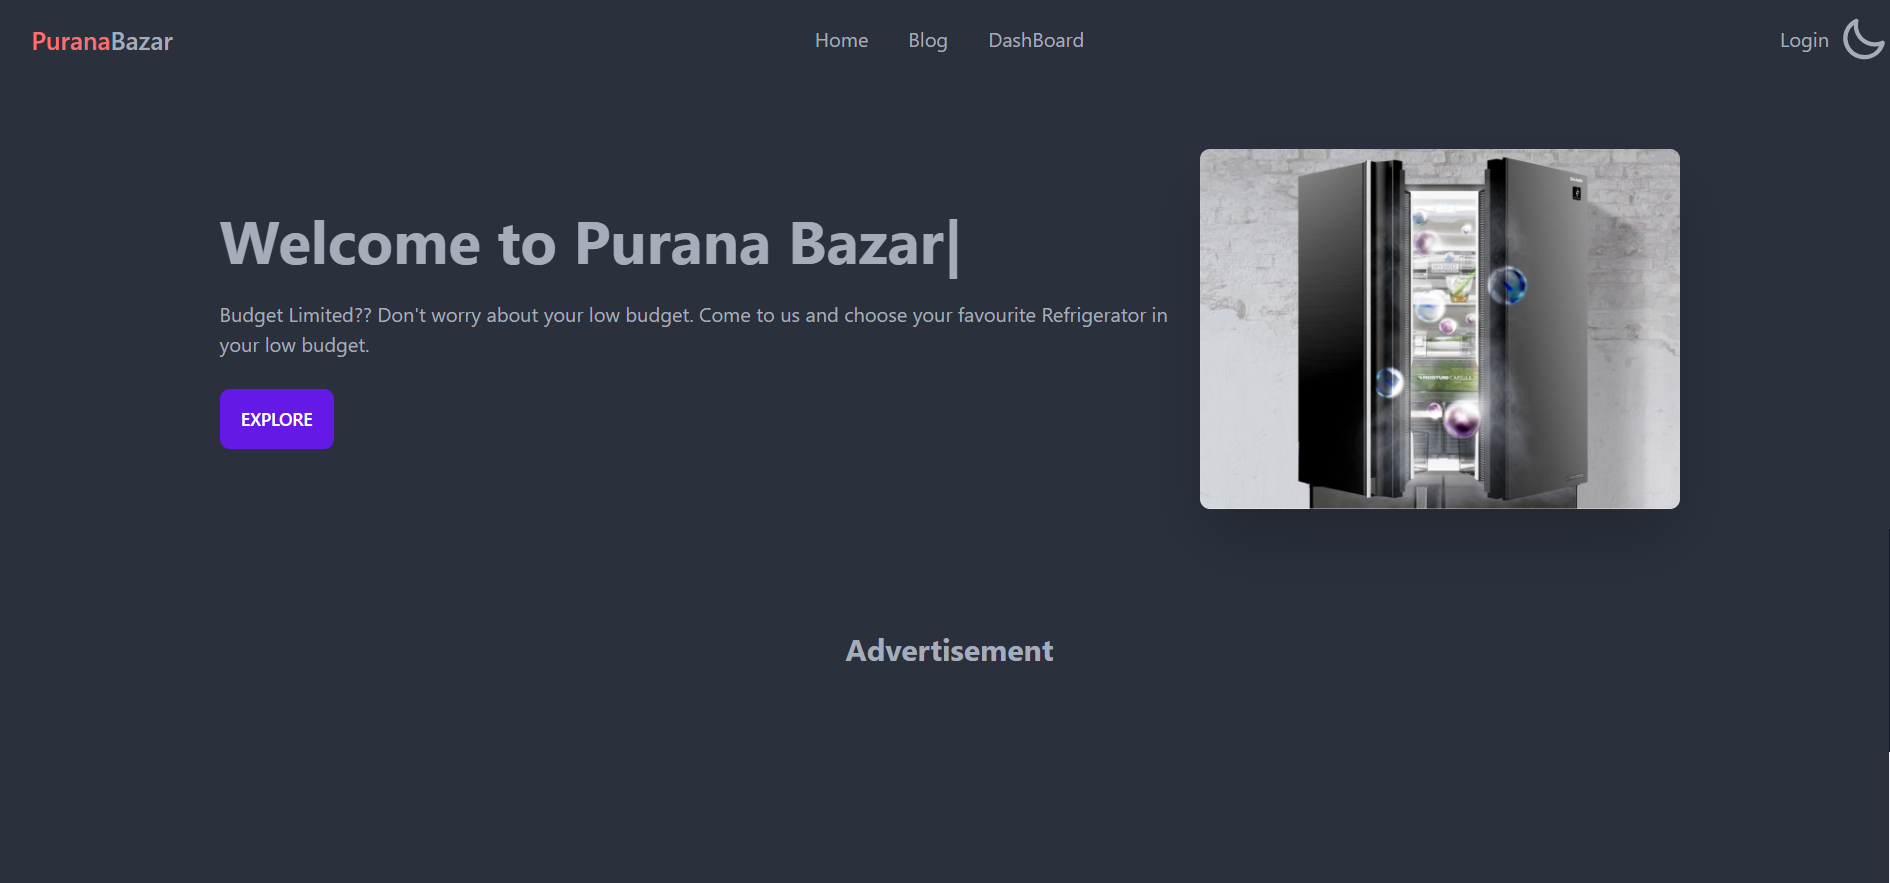 PuranaBazar
Home Blog DashBoard
Login
Welcome to Purana Bazar|
Budget Limited?? Don't worry about your low budget. Come to us and choose your favourite Refrigerator in
your low budget.
EXPLORE
Advertisement